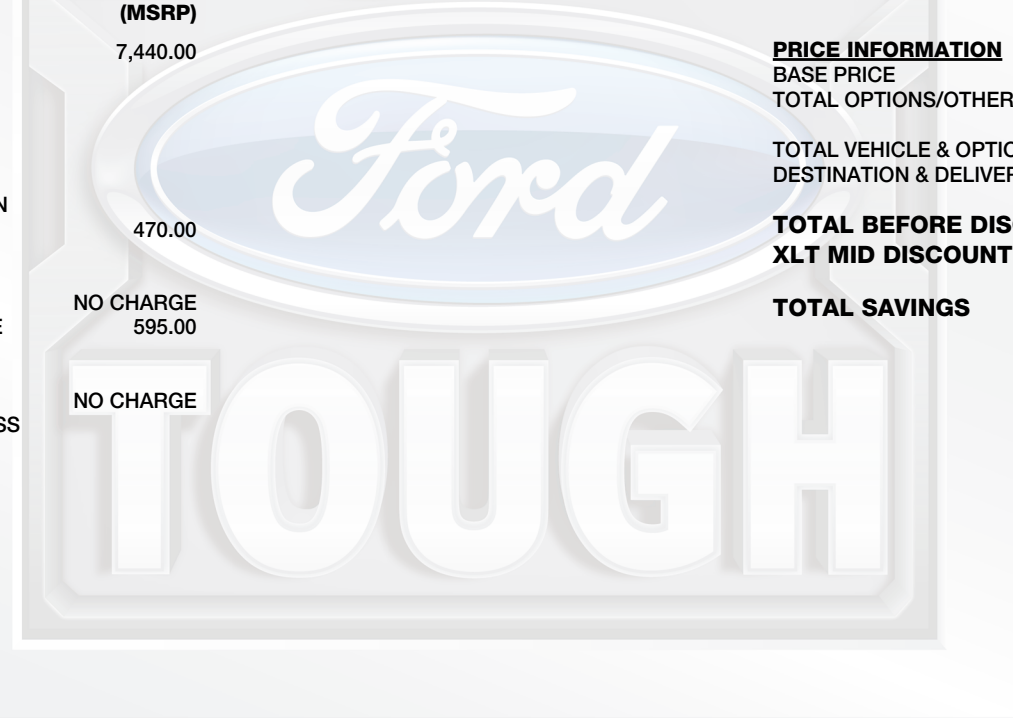 (MSRP)
7,440.00
N
470.00
NO CHARGE
E
595.00
NO CHARGE
SS
PRICE INFORMATION
BASE PRICE
TOTAL OPTIONS/OTHER
TOTAL VEHICLE & OPTIO
DESTINATION & DELIVER
TOTAL BEFORE DIS
XLT MID DISCOUNT
TOTAL SAVINGS
Ford
TOUGH